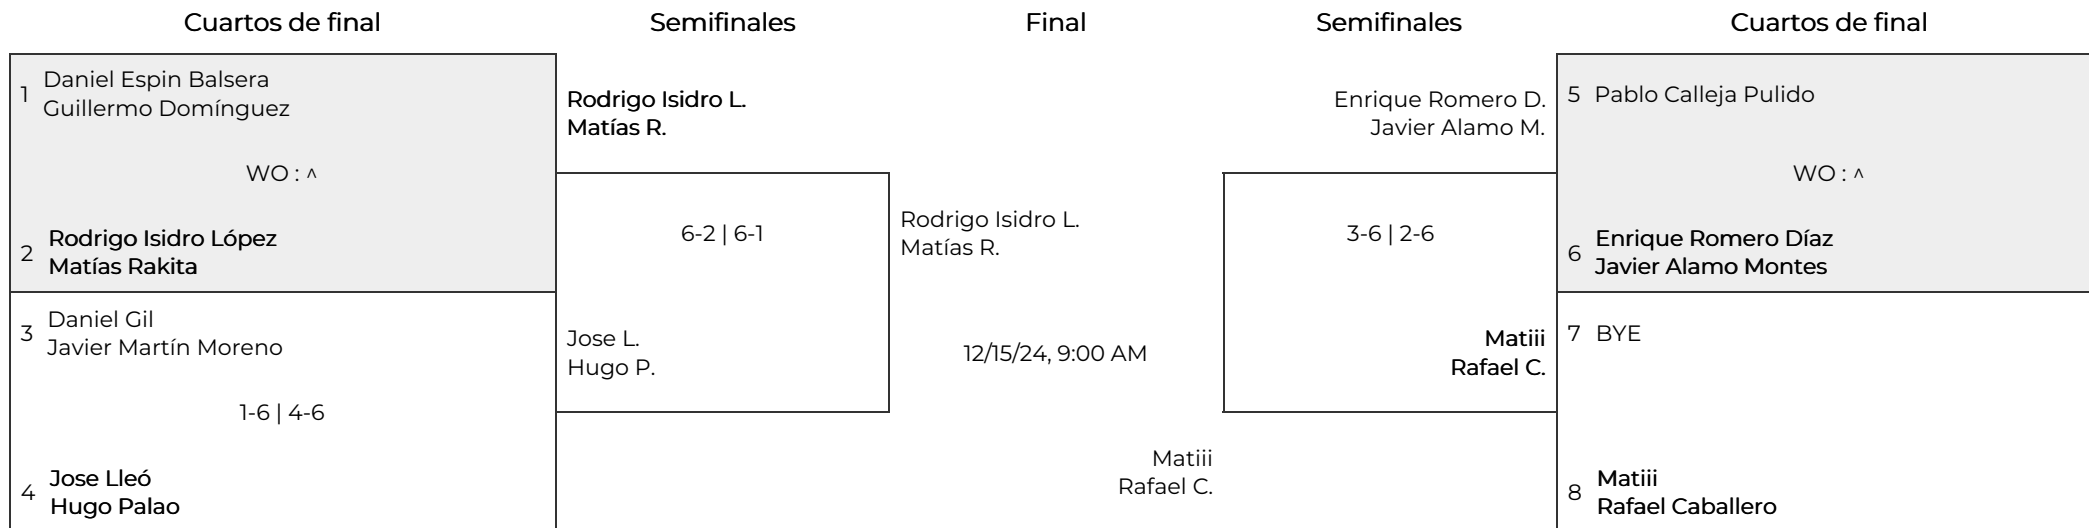 Cuartos de final
Semifinales
Final
Semifinales
Cuartos de final
1
Daniel Espin Balsera
Guillermo Domínguez
WO : ^
2
Rodrigo Isidro López
Matías Rakita
3
Daniel Gil
Javier Martín Moreno
1-6 | 4-6
4
Jose Lleó
Hugo Palao
Rodrigo Isidro L.
Matías R.
6-2 | 6-1
Jose L.
Hugo P.
Rodrigo Isidro L.
Matías R.
12/15/24, 9:00 AM
Matiii
Rafael C.
Enrique Romero D.
Javier Alamo M.
3-6 | 2-6
Matiii
Rafael C.
5 Pablo Calleja Pulido
WO : ^
6
Enrique Romero Díaz
Javier Alamo Montes
7 BYE
8
Matiii
Rafael Caballero